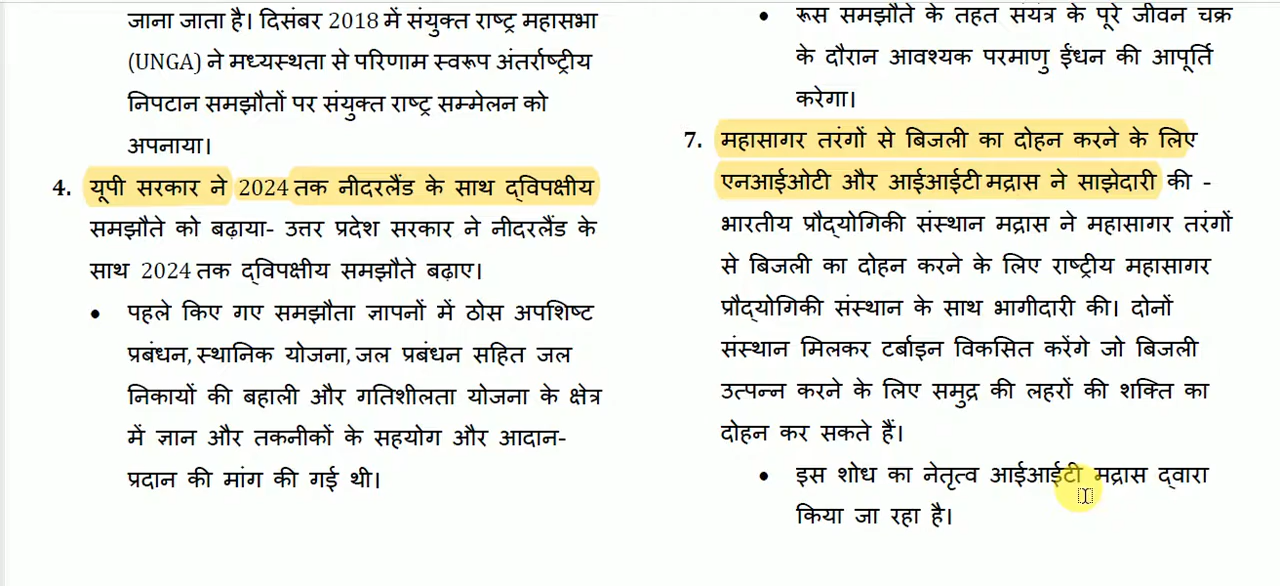 जाना जाता है। दिसंबर 2018 में संयुक्त राष्ट्र महासभा
(UNGA) ने मध्यस्थता से परिणाम स्वरूप अंतर्राष्ट्रीय
निपटान समझौतों पर संयुक्त राष्ट्र सम्मेलन को
अपनाया।
4. यूपी सरकार ने 2024 तक नीदरलैंड के साथ द्विपक्षीय
समझौते को बढ़ाया- उत्तर प्रदेश सरकार ने नीदरलैंड के
साथ 2024 तक द्विपक्षीय समझौते बढ़ाए।
• पहले किए गए समझौता ज्ञापनों में ठोस अपशिष्ट
प्रबंधन, स्थानिक योजना, जल प्रबंधन सहित जल
निकायों की बहाली और गतिशीलता योजना के क्षेत्र
में ज्ञान और तकनीकों के सहयोग और आदान-
प्रदान की मांग की गई थी।
• रूस समझौते के तहत संयंत्र के पूरे जीवन चक्र
के दौरान आवश्यक परमाणु ईंधन की आपूर्ति
करेगा।
7. महासागर तरंगों से बिजली का दोहन करने के लिए
एनआईओटी और आईआईटी मद्रास ने साझेदारी की -
भारतीय प्रौद्योगिकी संस्थान मद्रास ने महासागर तरंगों
से बिजली का दोहन करने के लिए राष्ट्रीय महासागर
प्रौद्योगिकी संस्थान के साथ भागीदारी की। दोनों
संस्थान मिलकर टर्बाइन विकसित करेंगे जो बिजली
उत्पन्न करने के लिए समुद्र की लहरों की शक्ति का
दोहन कर सकते हैं।
• इस शोध का नेतृत्व आईआईटी मद्रास द्वारा
किया जा रहा है।